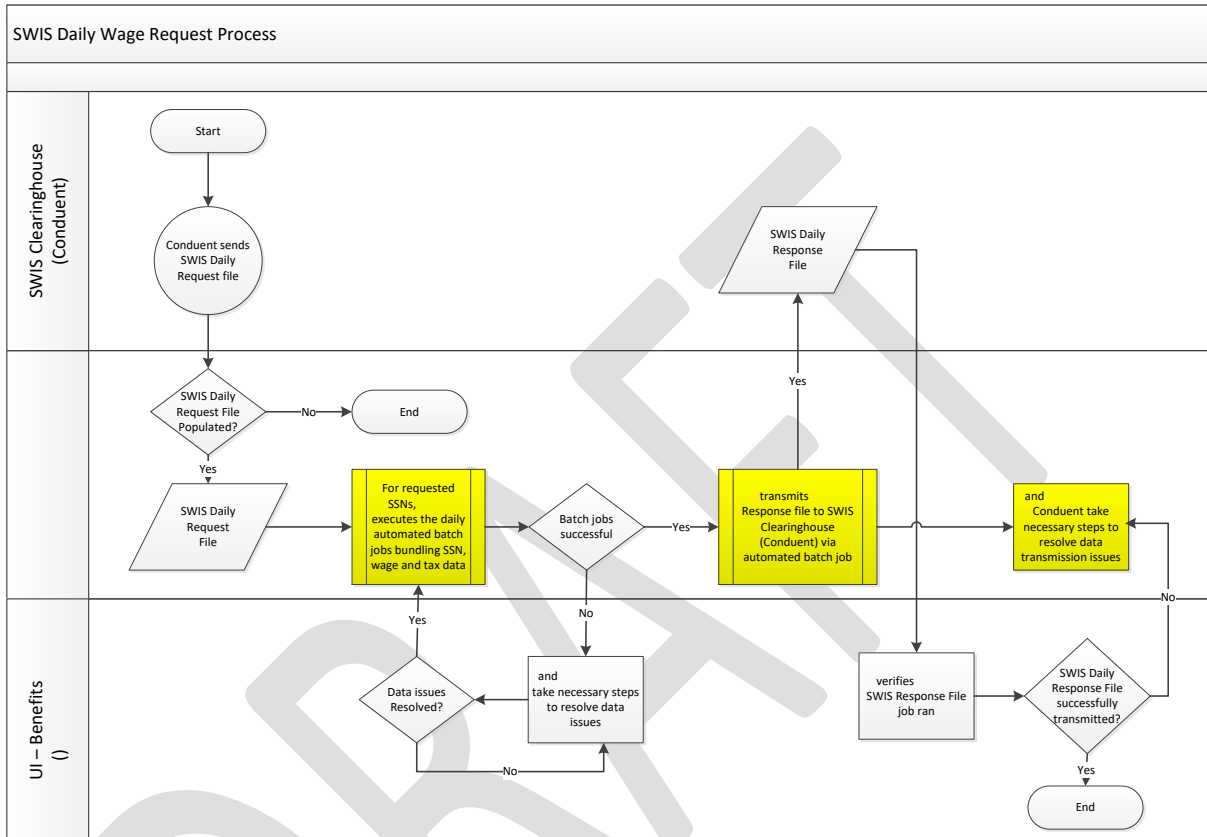 SWIS Daily Wage Request Process
SWIS Clearinghouse
(Conduent)
Start
Conduent sends
SWIS Daily
Request file
SWIS Daily
Response
File
Yes
SWIS Daily
Request File
Populated?
No
End
Yes
SWIS Daily
Request
File
For requested
SSNs,
executes the daily
automated batch
jobs bundling SSN,
wage and tax data
Batch jobs
successful
Yes
transmits
Response file to SWIS
Clearinghouse
(Conduent) via
automated batch job
and
Conduent take
necessary steps to
resolve data
transmission issues
No
UI – Benefits
()
Yes
No
Data issues
Resolved?
and
take necessary steps
to resolve data
issues
No
verifies
SWIS Response File
job ran
SWIS Daily
Response File
successfully
transmitted?
Yes
End
DRAFT